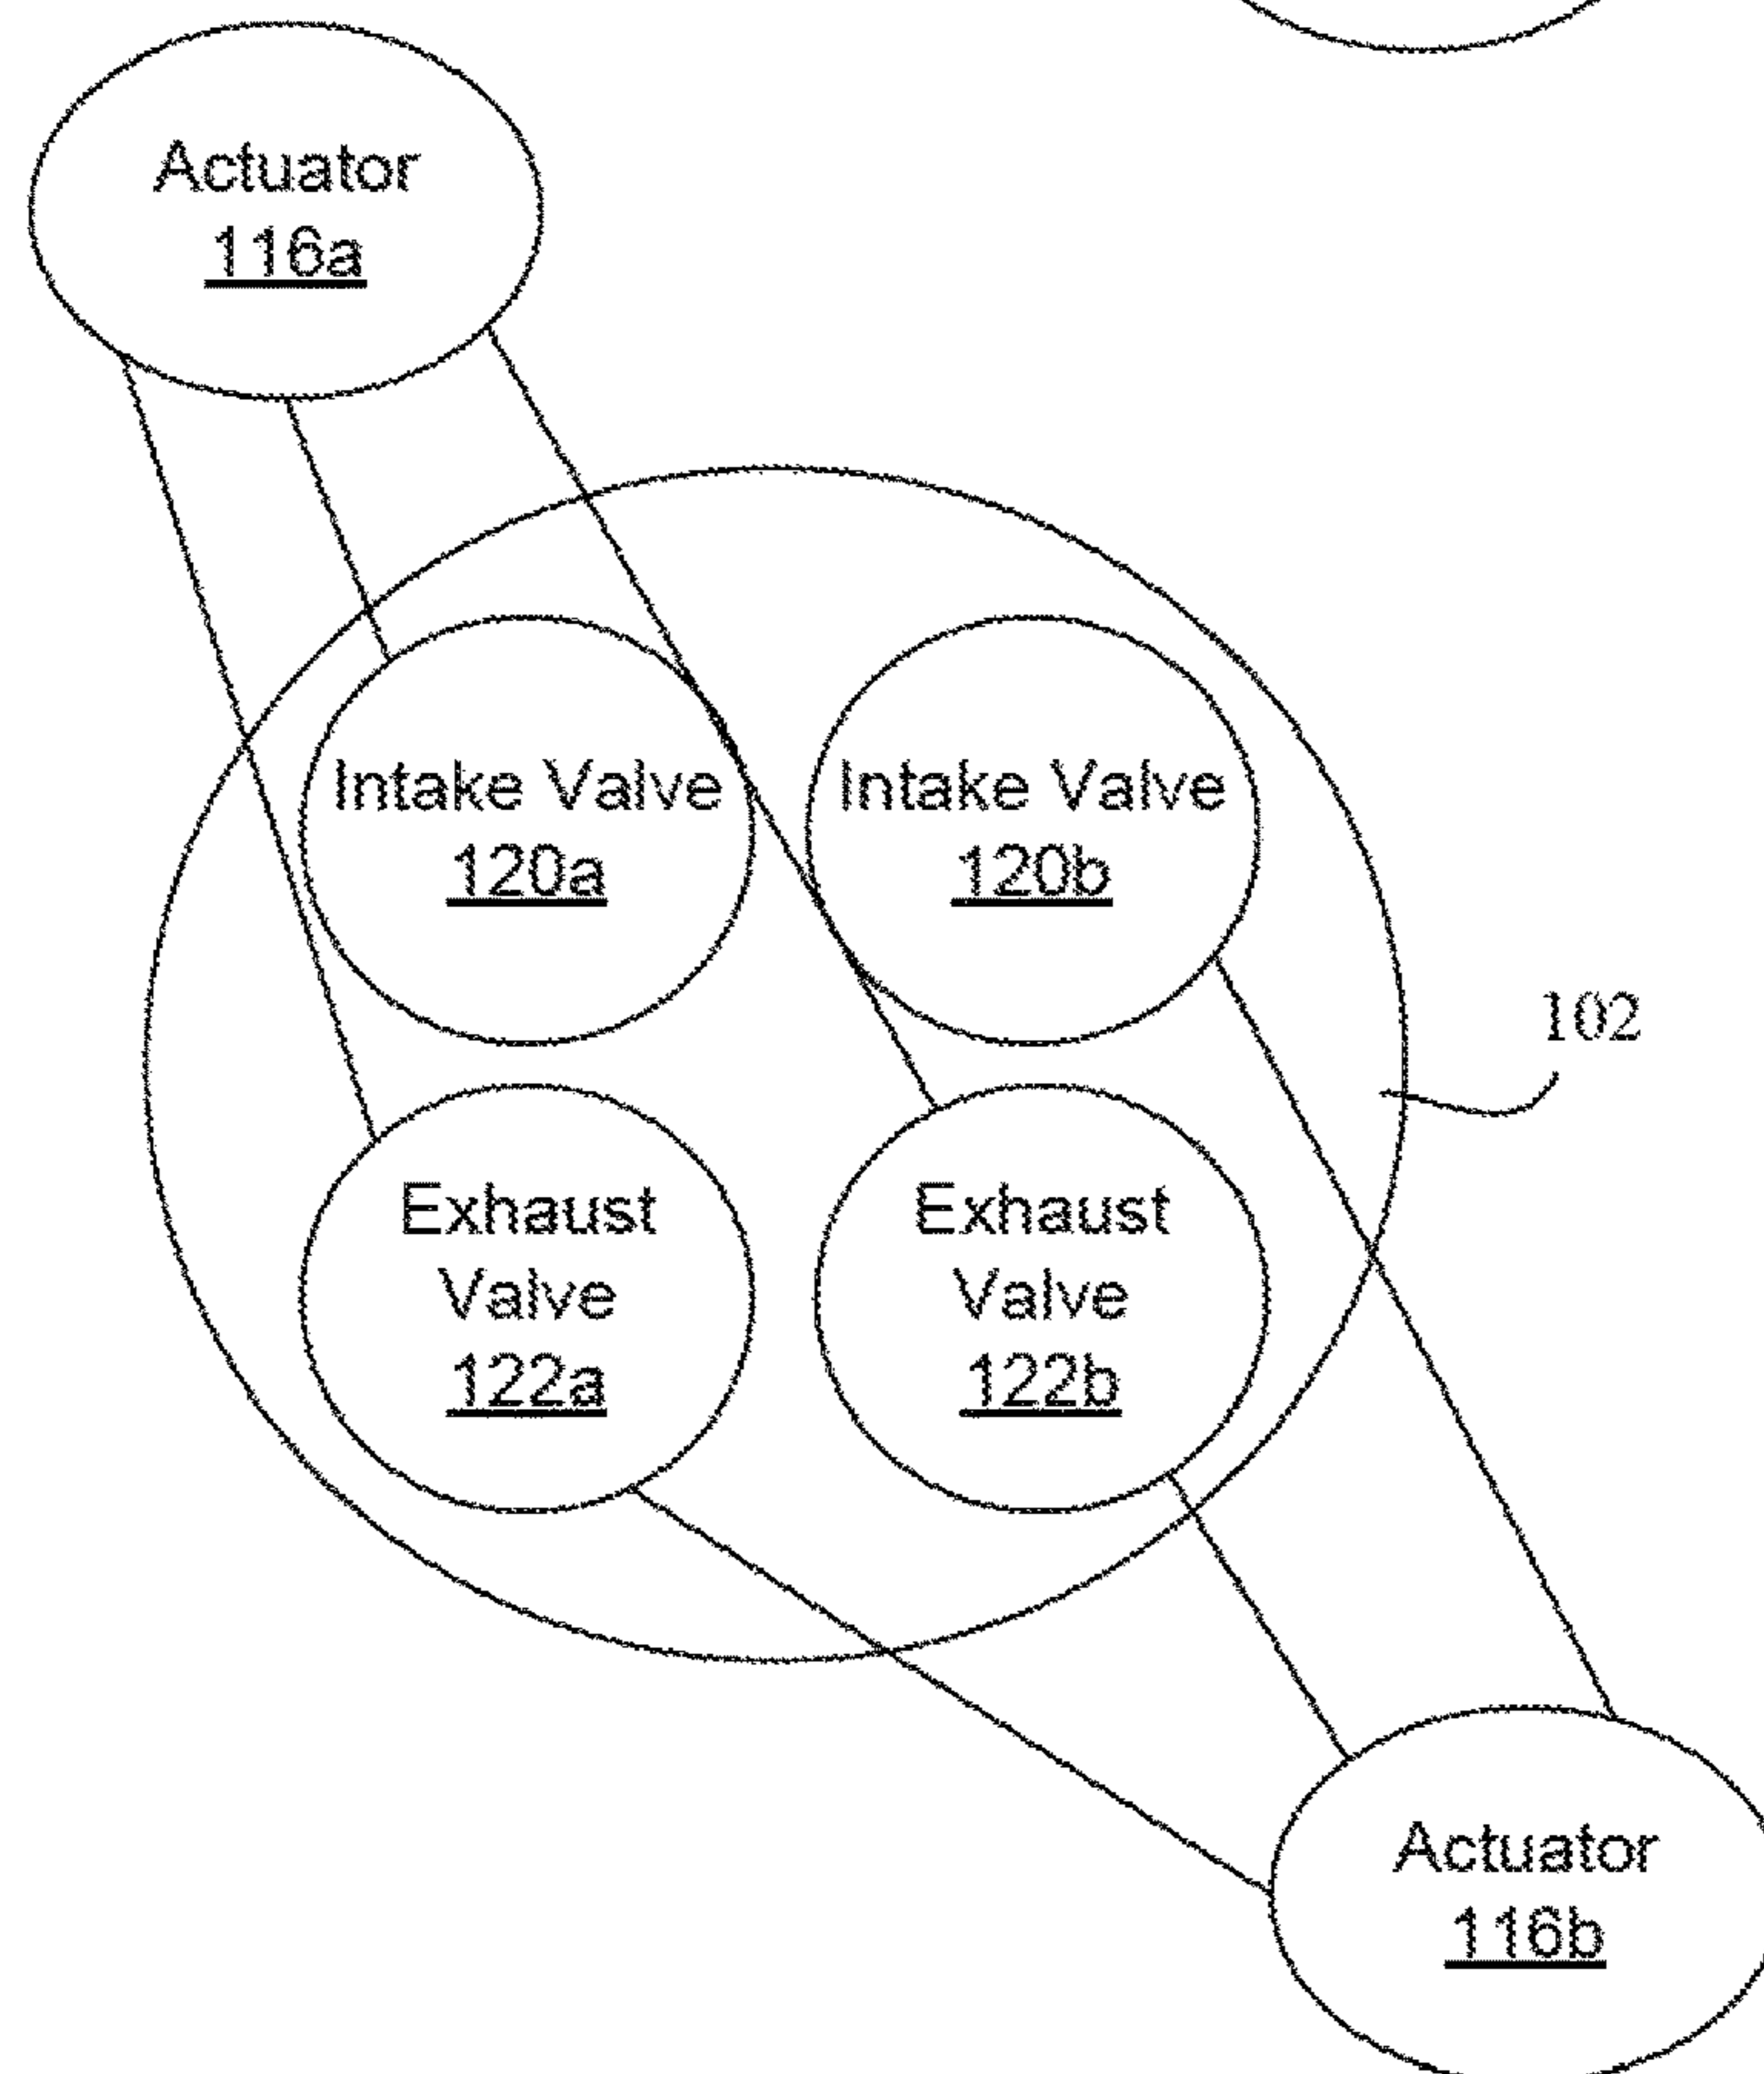 Actuator
116a
Intake Valve
120a
Intake Valve
120b
102
Exhaust
Valve
122a
Exhaust
Valve
122b
Actuator
116b